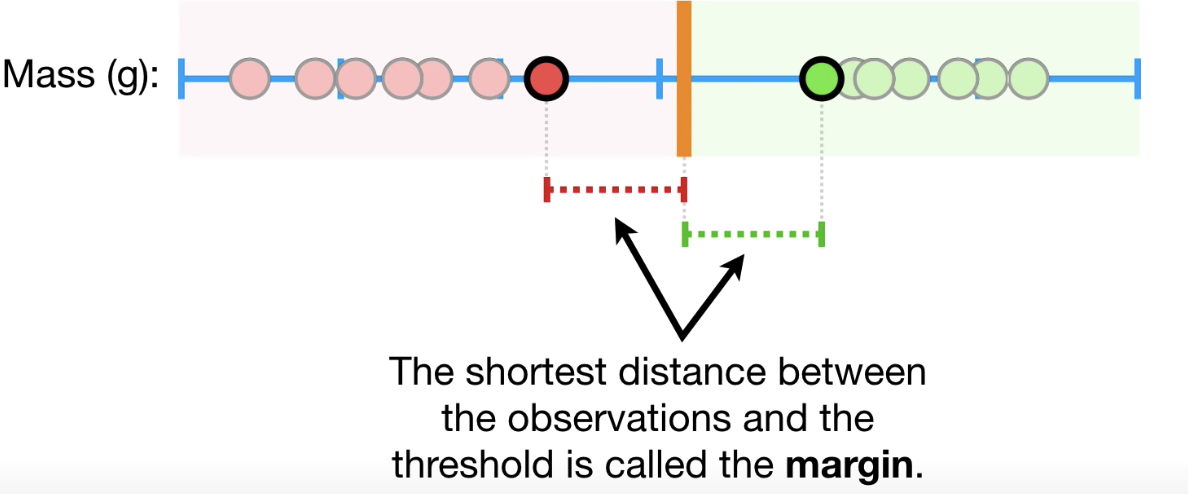 Mass (g):
The shortest distance between
the observations and the
threshold is called the margin.